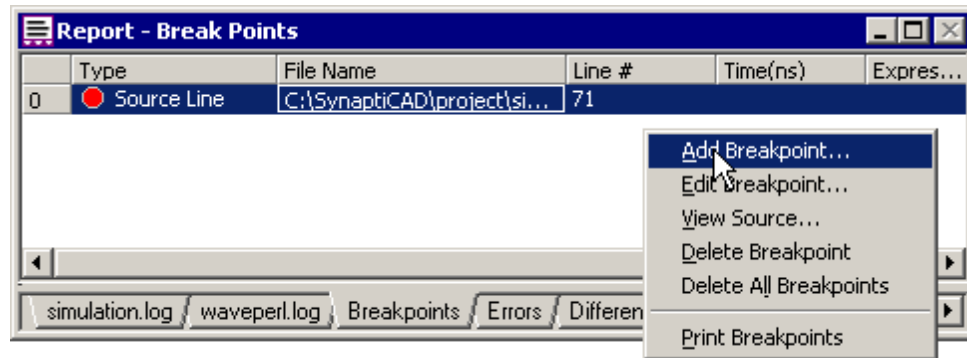 Report - Break Points
Type File Name Line # Time(ns) Expres...
0 Source Line C:\SynaptiCAD\project\si... 71
Add Breakpoint...
Edit Breakpoint...
View Source...
Delete Breakpoint
Delete All Breakpoints
Print Breakpoints
simulation.log waveperl.log Breakpoints Errors Differen